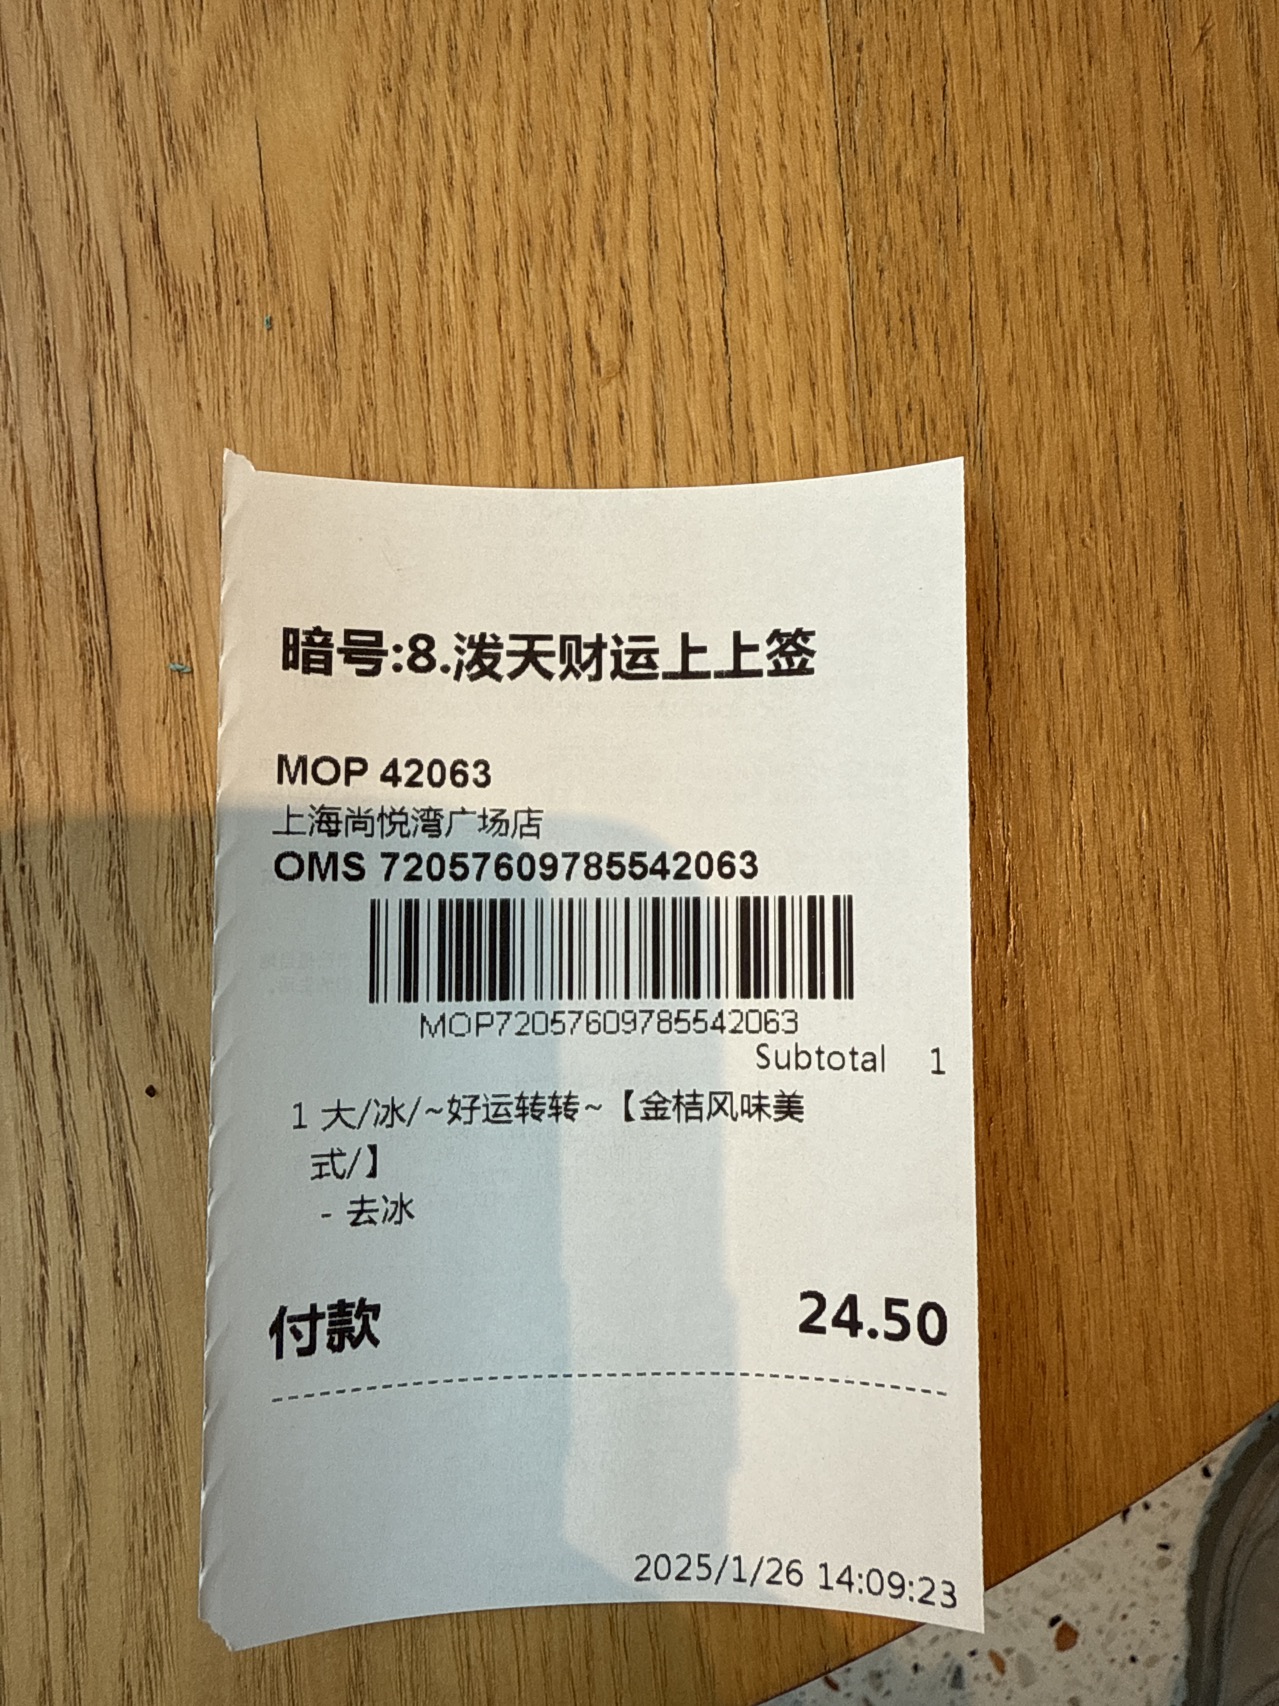 暗号:8.泼天财运上上签
MOP 42063
上海尚悦湾广场店
OMS 72057609785542063
MOP72057609785542063
Subtotal 1
1 大/冰/~好运转转~【金桔风味美
式/】
- 去冰
付款 24.50
2025/1/26 14:09:23